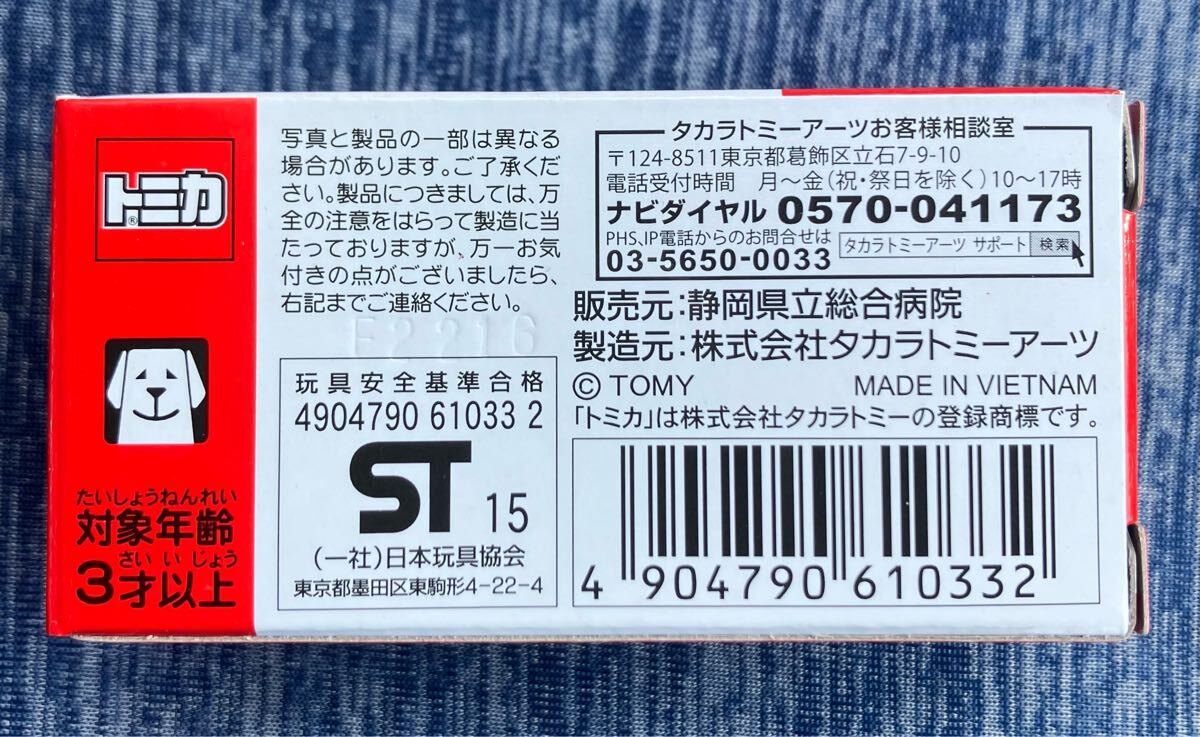 トミカ®
たいしょうねんれい
対象年齢
さい い じょう
3才以上
写真と製品の一部は異なる
場合があります。ご了承くだ
さい。製品につきましては、万
全の注意をはらって製造に当
たっておりますが、万一お気
付きの点がございましたら、
右記までご連絡ください。
E2216
玩具安全基準合格
4904790 61033 2
ST 15
(一社)日本玩具協会
東京都墨田区東駒形4-22-4
タカラトミーアーツお客様相談室
〒124-8511東京都葛飾区立石7-9-10
電話受付時間 月〜金(祝・祭日を除く)10〜17時
ナビダイヤル 0570-041173
PHS、IP電話からのお問合せは
03-5650-0033
タカラトミーアーツ サポート 検索
販売元:静岡県立総合病院
製造元:株式会社タカラトミーアーツ
© TOMY MADE IN VIETNAM
「トミカ」は株式会社タカラトミーの登録商標です。
4 904790 610332